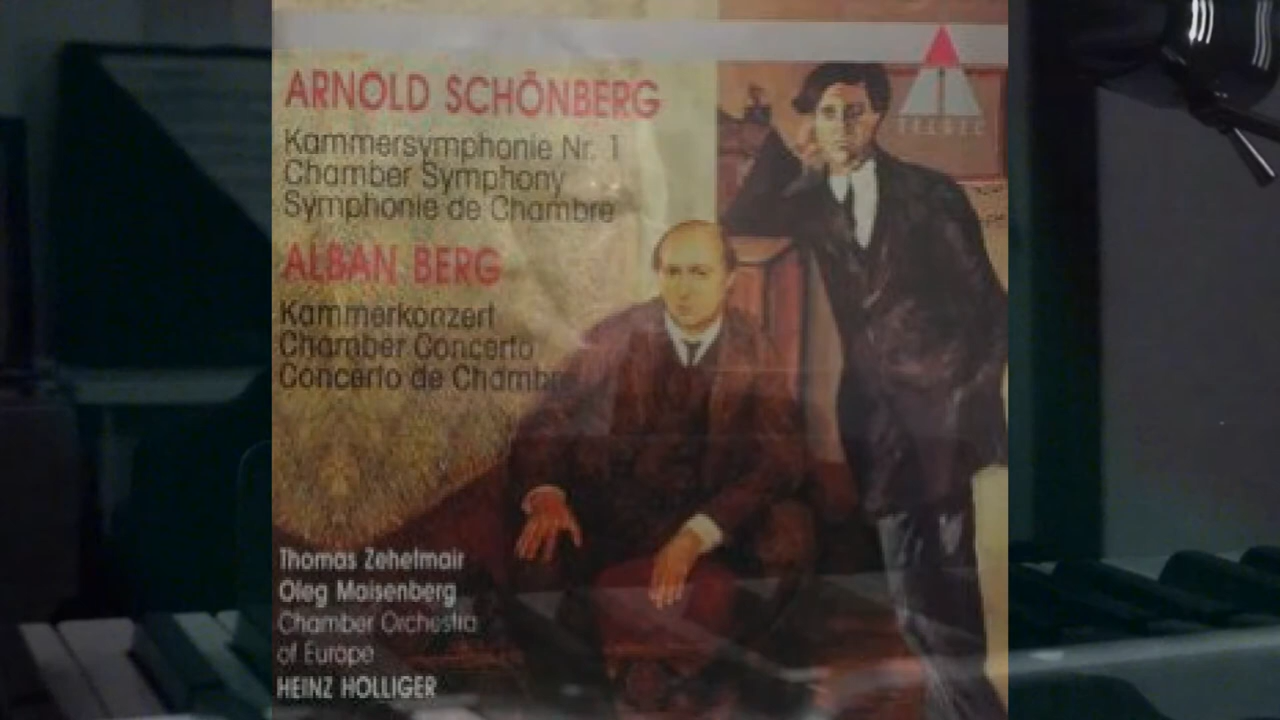 ARNOLD SCHÖNBERG
Kammersymphonie Nr. 1
Chamber Symphony
Symphonie de Chambre
ALBAN BERG
Kammerkonzert
Chamber Concerto
Concerto de Chambre
TELDEC
Thomas Zehetmair
Oleg Maisenberg
Chamber Orchestra
of Europe
HEINZ HOLLIGER